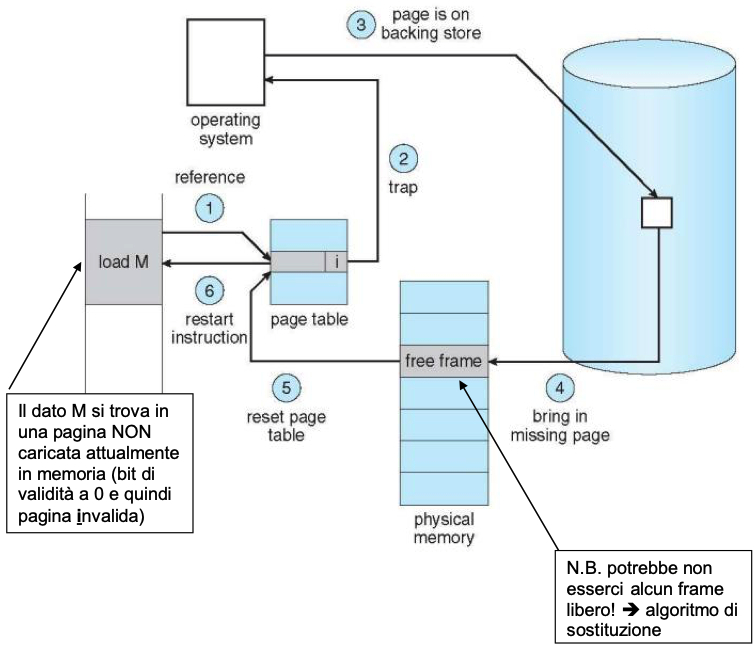 3
page is on
backing store
operating
system
2
trap
reference
1
load M
i
6
restart
instruction
page table
free frame
5
reset page
table
4
bring in
missing page
physical
memory
Il dato M si trova in
una pagina NON
caricata attualmente
in memoria (bit di
validità a 0 e quindi
pagina invalida)
N.B. potrebbe non
esserci alcun frame
libero! ➔ algoritmo di
sostituzione